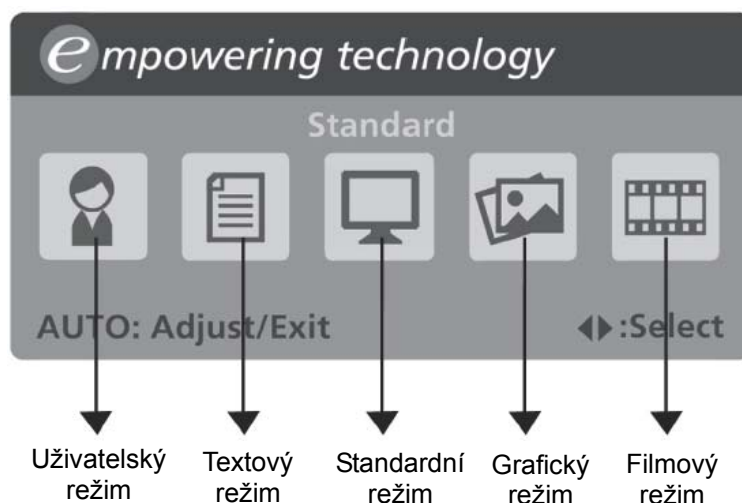 empowering technology
Standard
AUTO: Adjust/Exit ◀▶:Select
Uživatelský režim
Textový režim
Standardní režim
Grafický režim
Filmový režim